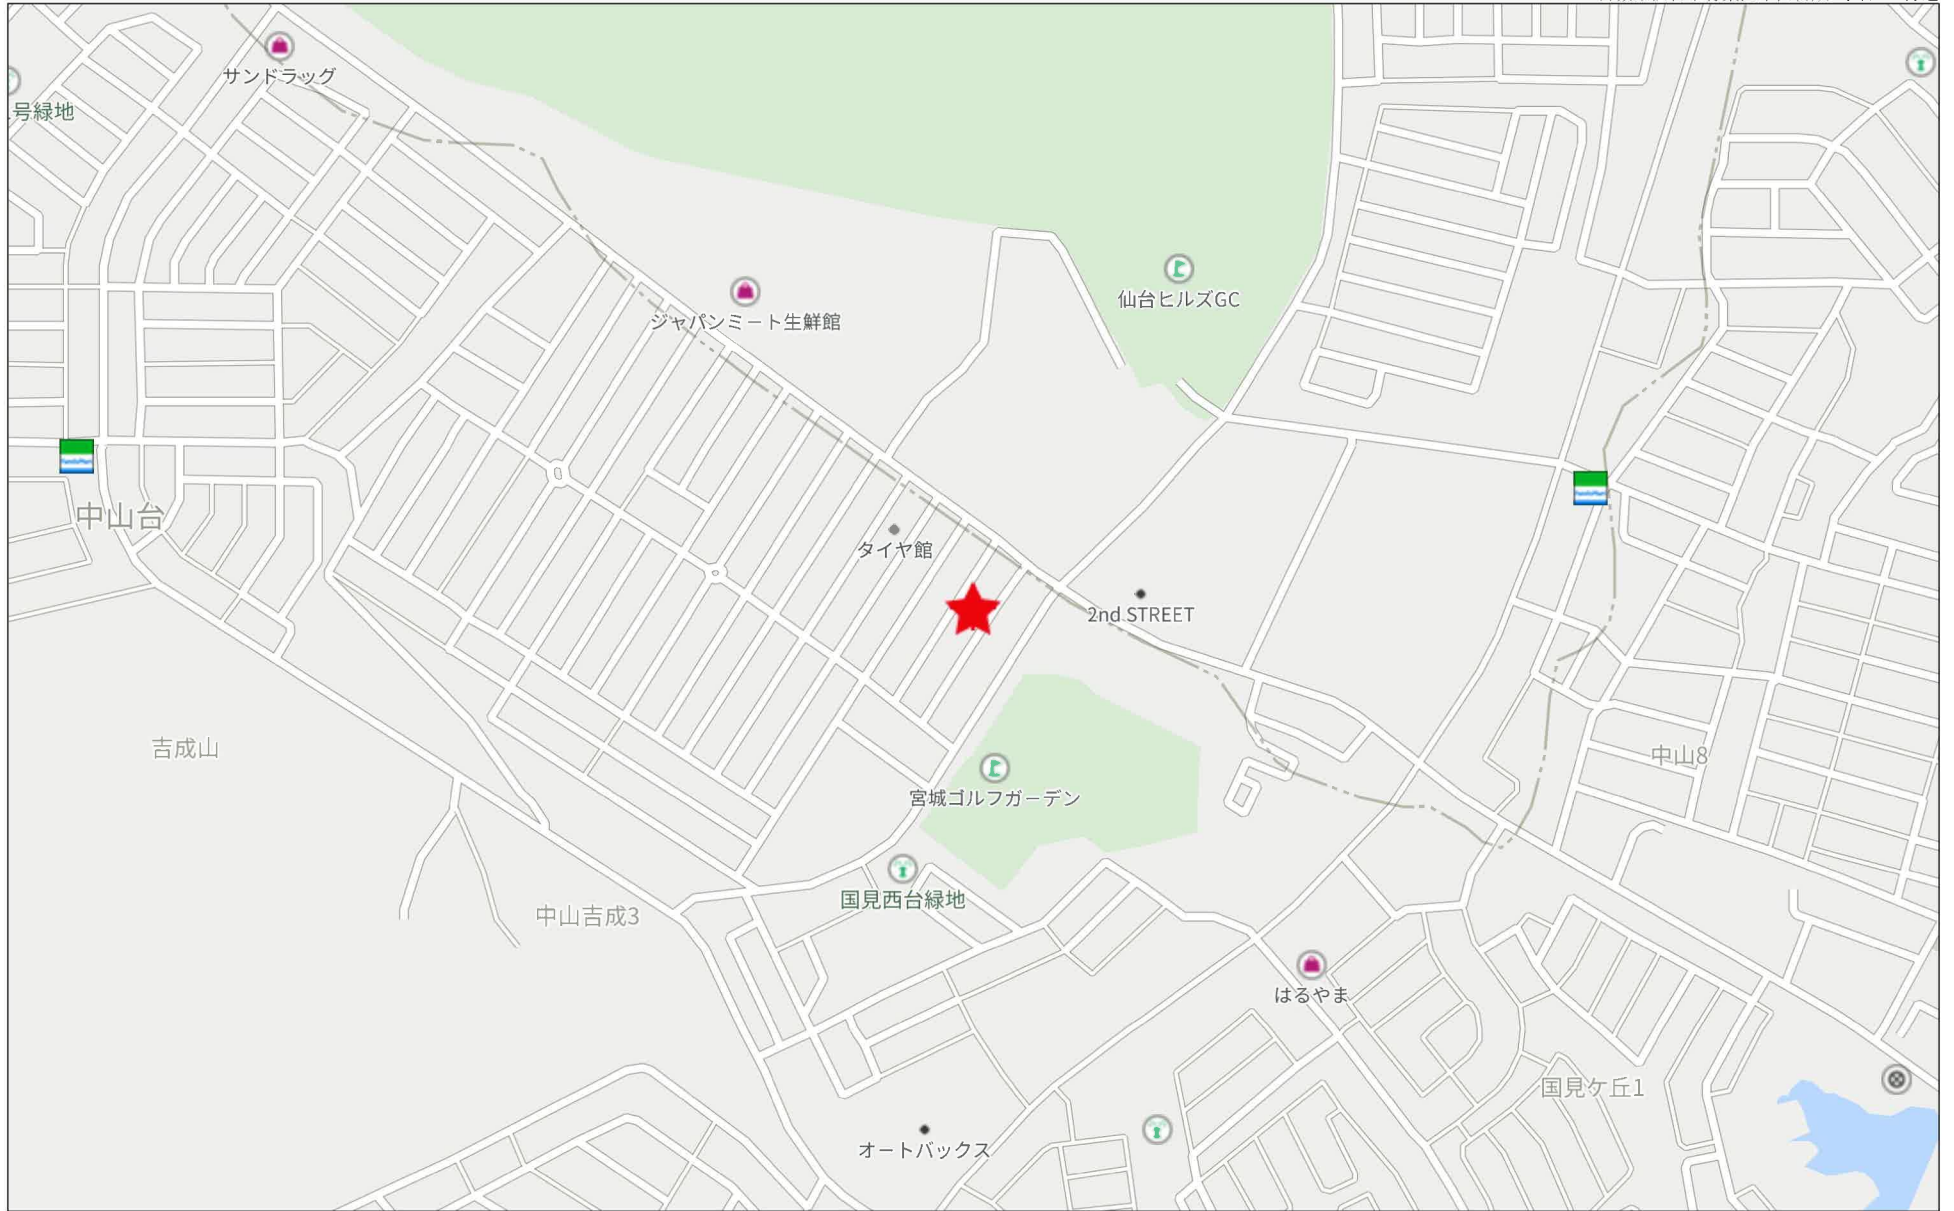 サンドラッグ
号緑地
仙台ヒルズGC
ジャパンミート生鮮館
FamilyMart
FamilyMart
中山台
タイヤ館
2nd STREET
吉成山
中山8
宮城ゴルフガーデン
国見西台緑地
中山吉成3
はるやま
国見ケ丘1
オートバックス